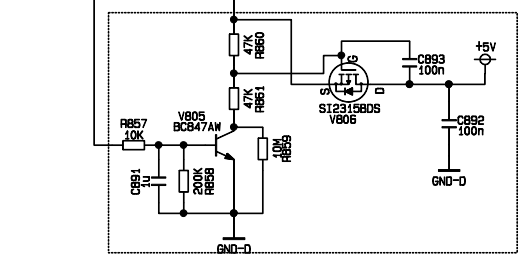 47K
R860
47K
R861
G
S
D
SI2315BDS
V806
C893
100n
+5V
C892
100n
GND-D
V805
BC847AW
R857
10K
C891
1u
200K
R858
10M
R859
GND-D